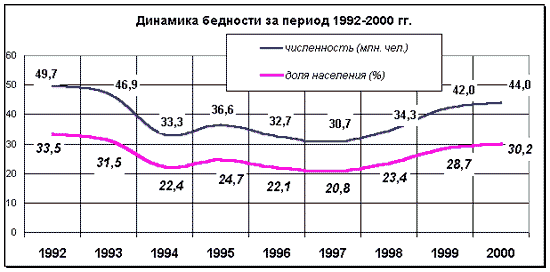 Динамика бедности за период 1992-2000 гг.
численность (млн. чел.)
доля населения (%)
60
50
40
30
20
10
0
49,7 46,9 33,3 36,6 32,7 30,7 34,3 42,0 44,0
33,5 31,5 22,4 24,7 22,1 20,8 23,4 28,7 30,2
1992 1993 1994 1995 1996 1997 1998 1999 2000